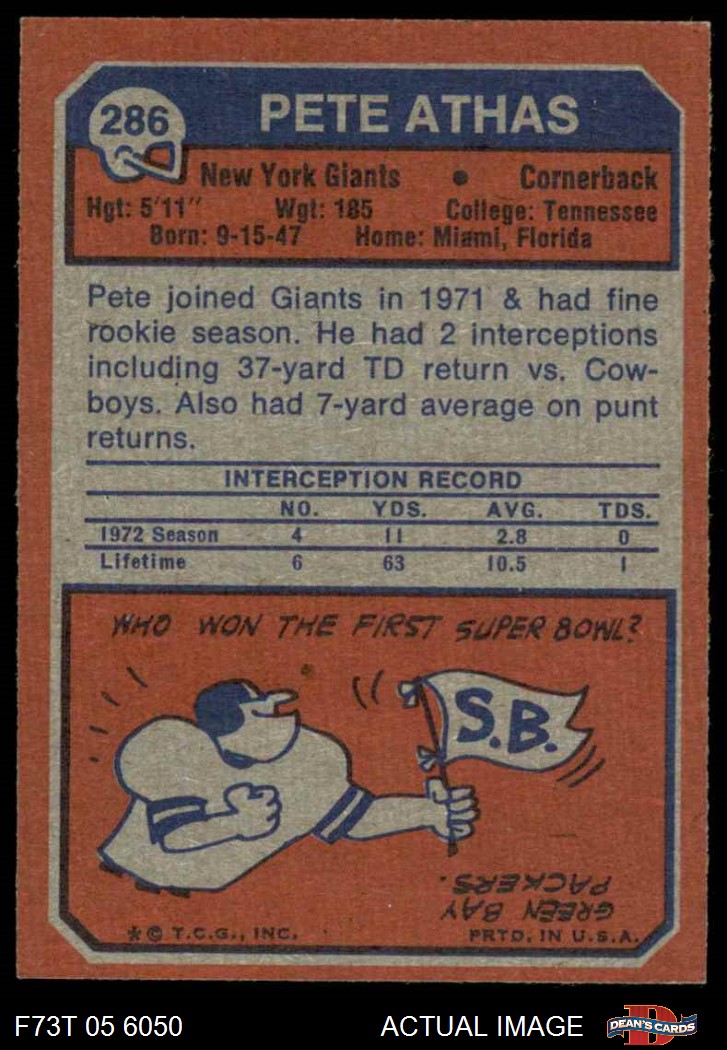 286
PETE ATHAS
New York Giants • Cornerback
Hgt: 5'11" Wgt: 185 College: Tennessee
Born: 9-15-47 Home: Miami, Florida
Pete joined Giants in 1971 & had fine
rookie season. He had 2 interceptions
including 37-yard TD return vs. Cow-
boys. Also had 7-yard average on punt
returns.
INTERCEPTION RECORD
NO. YDS. AVG. TDS.
1972 Season 4 11 2.8 0
Lifetime 6 63 10.5 1
WHO WON THE FIRST SUPER BOWL?
S.B.
GREEN BAY
PACKERS.
* © T.C.G., INC. PRTD. IN U.S.A.
F73T 05 6050 ACTUAL IMAGE D DEAN'S CARDS